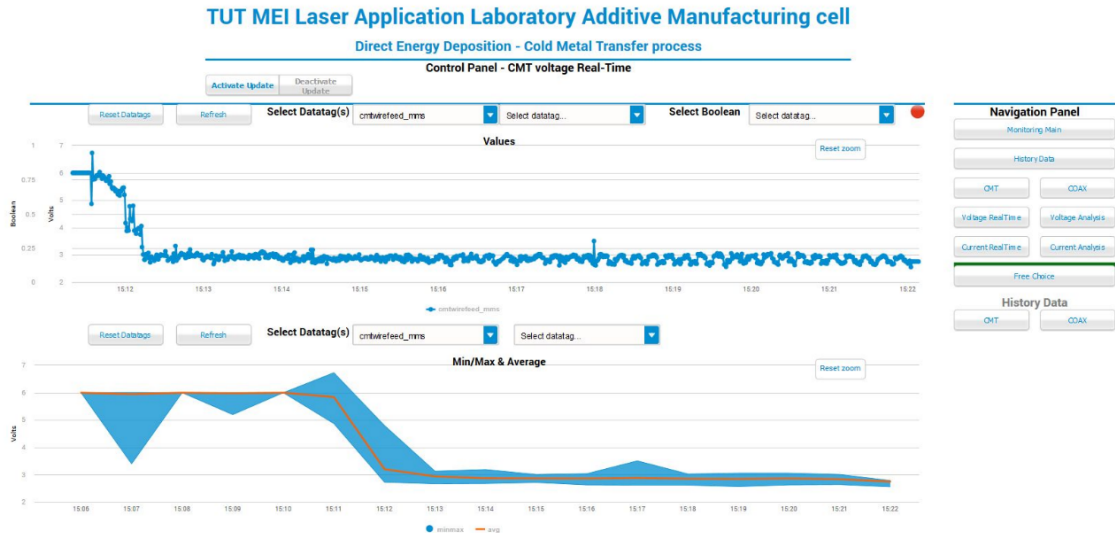 TUT MEI Laser Application Laboratory Additive Manufacturing cell
Direct Energy Deposition - Cold Metal Transfer process
Control Panel - CMT voltage Real-Time
Activate Update Deactivate Update
Reset Datatags Refresh Select Datatag(s) cmtwirefeed_mms Select datatag... Select Boolean Select datatag...
Values
Reset zoom
Boolean
1
0.75
0.5
0.25
0
Volts
7
6
5
4
3
2
15:12 15:13 15:14 15:15 15:16 15:17 15:18 15:19 15:20 15:21 15:22
cmtwirefeed_mms
Reset Datatags Refresh Select Datatag(s) cmtwirefeed_mms Select datatag...
Min/Max & Average
Reset zoom
Volts
7
6
5
4
3
2
15:06 15:07 15:08 15:09 15:10 15:11 15:12 15:13 15:14 15:15 15:16 15:17 15:18 15:19 15:20 15:21 15:22
minmax avg
Navigation Panel
Monitoring Main
History Data
CMT COAX
Voltage RealTime Voltage Analysis
Current RealTime Current Analysis
Free Choice
History Data
CMT COAX